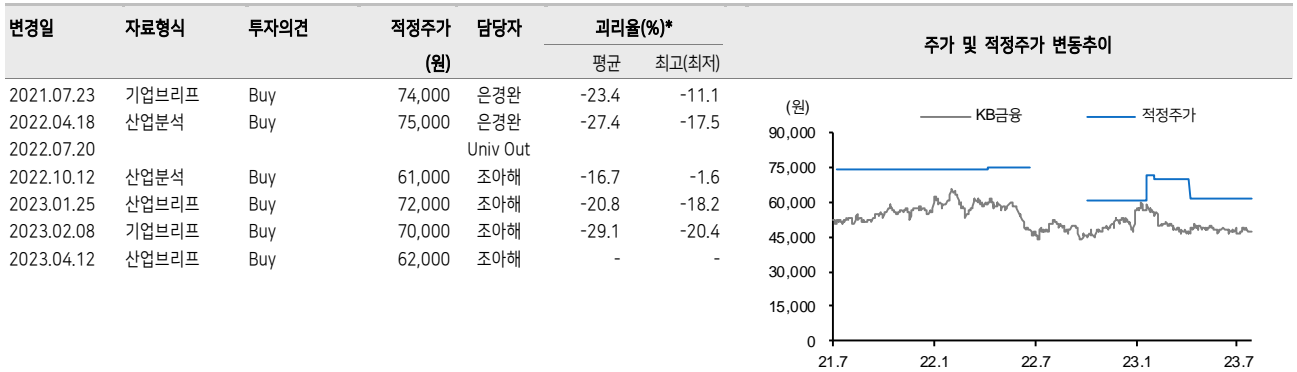 변경일 자료형식 투자의견 적정주가 담당자 괴리율(%)* 주가 및 적정주가 변동추이
(원) 평균 최고(최저)
2021.07.23 기업브리프 Buy 74,000 은경완 -23.4 -11.1
2022.04.18 산업분석 Buy 75,000 은경완 -27.4 -17.5
2022.07.20 Univ Out
2022.10.12 산업분석 Buy 61,000 조아해 -16.7 -1.6
2023.01.25 산업브리프 Buy 72,000 조아해 -20.8 -18.2
2023.02.08 기업브리프 Buy 70,000 조아해 -29.1 -20.4
2023.04.12 산업브리프 Buy 62,000 조아해 - -
(원) KB금융 적정주가
90,000
75,000
60,000
45,000
30,000
15,000
0
21.7 22.1 22.7 23.1 23.7